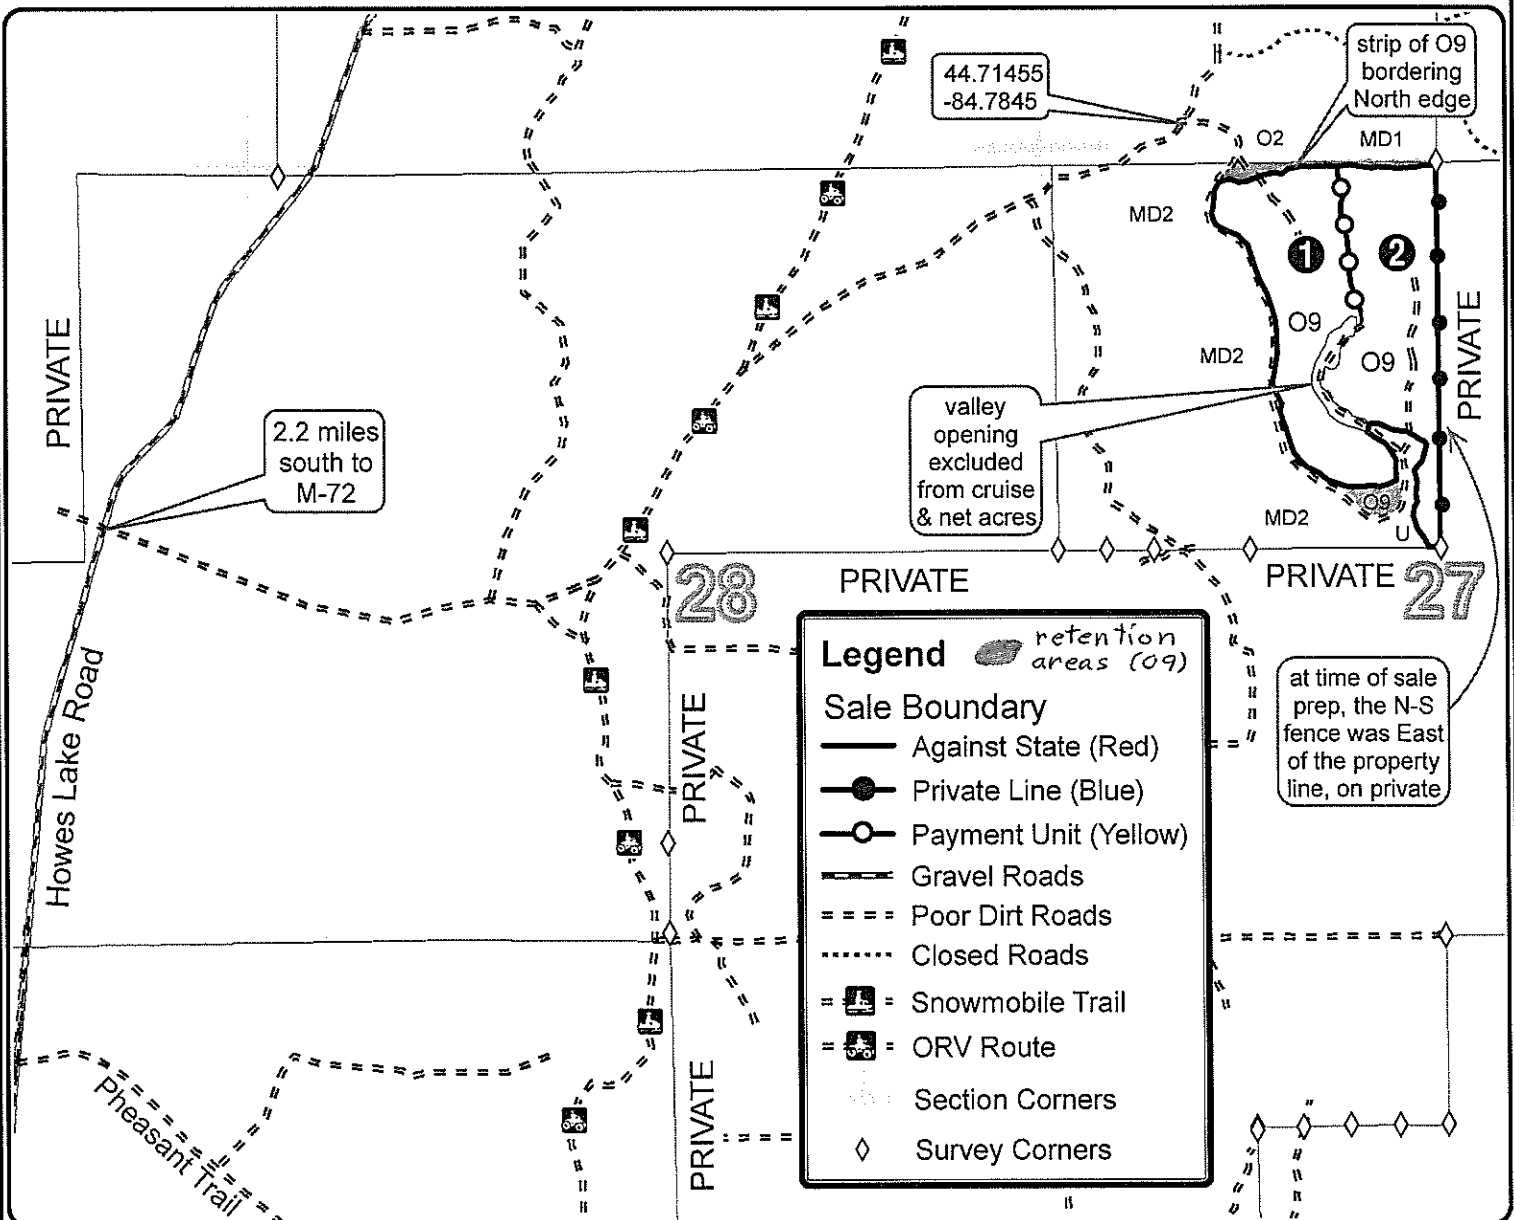 44.71455
-84.7845
strip of O9
bordering
North edge
O2
MD1
MD2
1
2
PRIVATE
PRIVATE
O9
MD2
O9
valley
opening
excluded
from cruise
& net acres
2.2 miles
south to
M-72
O9
MD2
U
28
PRIVATE
PRIVATE
27
Legend
retention
areas (09)
Sale Boundary
Against State (Red)
Private Line (Blue)
Payment Unit (Yellow)
Gravel Roads
Poor Dirt Roads
Closed Roads
Snowmobile Trail
ORV Route
Section Corners
Survey Corners
at time of sale
prep, the N-S
fence was East
of the property
line, on private
Howes Lake Road
PRIVATE
PRIVATE
Pheasant Trail